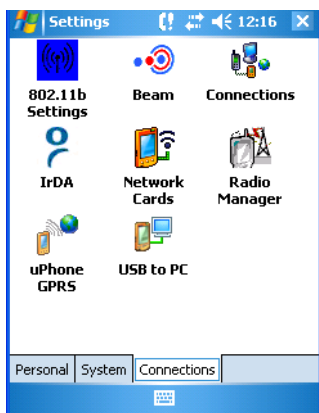 Settings 12:16
802.11b Settings
Beam
Connections
IrDA
Network Cards
Radio Manager
uPhone GPRS
USB to PC
Personal System Connections